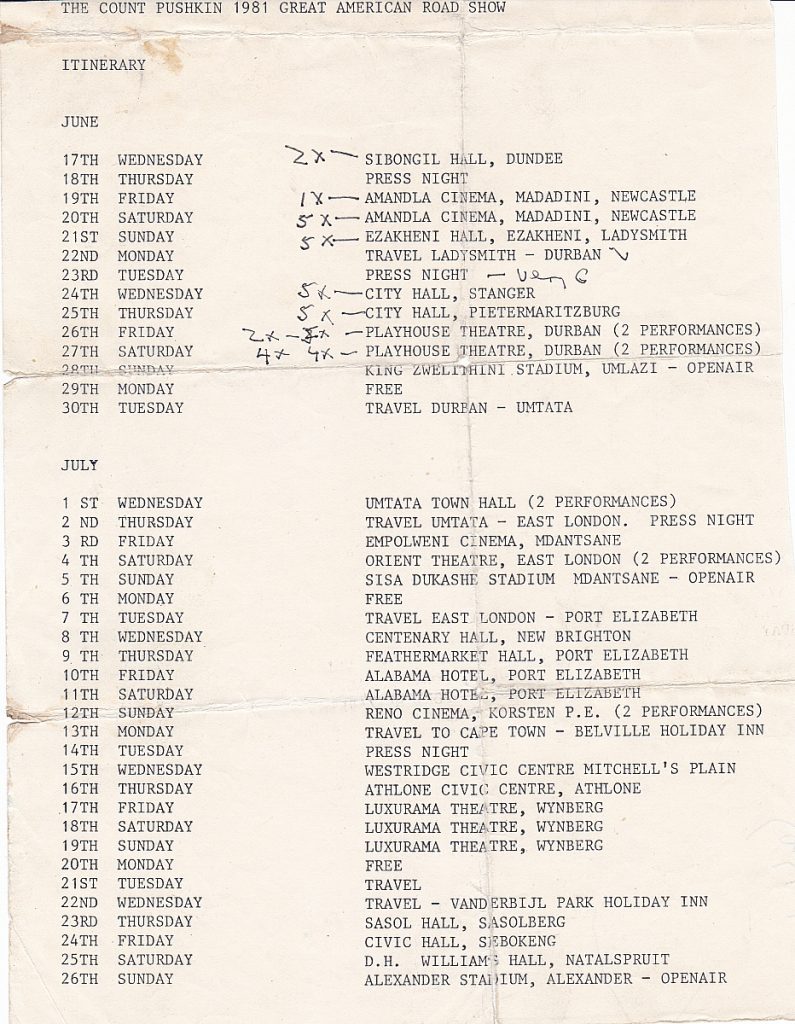 THE COUNT PUSHKIN 1981 GREAT AMERICAN ROAD SHOW
ITINERARY
JUNE
17TH WEDNESDAY 2x — SIBONGIL HALL, DUNDEE
18TH THURSDAY PRESS NIGHT
19TH FRIDAY 1x — AMANDLA CINEMA, MADADINI, NEWCASTLE
20TH SATURDAY 5x — AMANDLA CINEMA, MADADINI, NEWCASTLE
21ST SUNDAY 5x — EZAKHENI HALL, EZAKHENI, LADYSMITH
22ND MONDAY TRAVEL LADYSMITH - DURBAN
23RD TUESDAY PRESS NIGHT —
24TH WEDNESDAY 5x — CITY HALL, STANGER
25TH THURSDAY 5x — CITY HALL, PIETERMARITZBURG
26TH FRIDAY 2x — PLAYHOUSE THEATRE, DURBAN (2 PERFORMANCES)
27TH SATURDAY 4x 4x — PLAYHOUSE THEATRE, DURBAN (2 PERFORMANCES)
28TH SUNDAY KING ZWELITHINI STADIUM, UMLAZI - OPENAIR
29TH MONDAY FREE
30TH TUESDAY TRAVEL DURBAN - UMTATA
JULY
1 ST WEDNESDAY UMTATA TOWN HALL (2 PERFORMANCES)
2 ND THURSDAY TRAVEL UMTATA - EAST LONDON. PRESS NIGHT
3 RD FRIDAY EMPOLWENI CINEMA, MDANTSANE
4 TH SATURDAY ORIENT THEATRE, EAST LONDON (2 PERFORMANCES)
5 TH SUNDAY SISA DUKASHE STADIUM MDANTSANE - OPENAIR
6 TH MONDAY FREE
7 TH TUESDAY TRAVEL EAST LONDON - PORT ELIZABETH
8 TH WEDNESDAY CENTENARY HALL, NEW BRIGHTON
9 TH THURSDAY FEATHERMARKET HALL, PORT ELIZABETH
10TH FRIDAY ALABAMA HOTEL, PORT ELIZABETH
11TH SATURDAY ALABAMA HOTEL, PORT ELIZABETH
12TH SUNDAY RENO CINEMA, KORSTEN P.E. (2 PERFORMANCES)
13TH MONDAY TRAVEL TO CAPE TOWN - BELVILLE HOLIDAY INN
14TH TUESDAY PRESS NIGHT
15TH WEDNESDAY WESTRIDGE CIVIC CENTRE MITCHELL'S PLAIN
16TH THURSDAY ATHLONE CIVIC CENTRE, ATHLONE
17TH FRIDAY LUXURAMA THEATRE, WYNBERG
18TH SATURDAY LUXURAMA THEATRE, WYNBERG
19TH SUNDAY LUXURAMA THEATRE, WYNBERG
20TH MONDAY FREE
21ST TUESDAY TRAVEL
22ND WEDNESDAY TRAVEL - VANDERBIJL PARK HOLIDAY INN
23RD THURSDAY SASOL HALL, SASOLBERG
24TH FRIDAY CIVIC HALL, SEBOKENG
25TH SATURDAY D.H. WILLIAMS HALL, NATALSPRUIT
26TH SUNDAY ALEXANDER STADIUM, ALEXANDER - OPENAIR